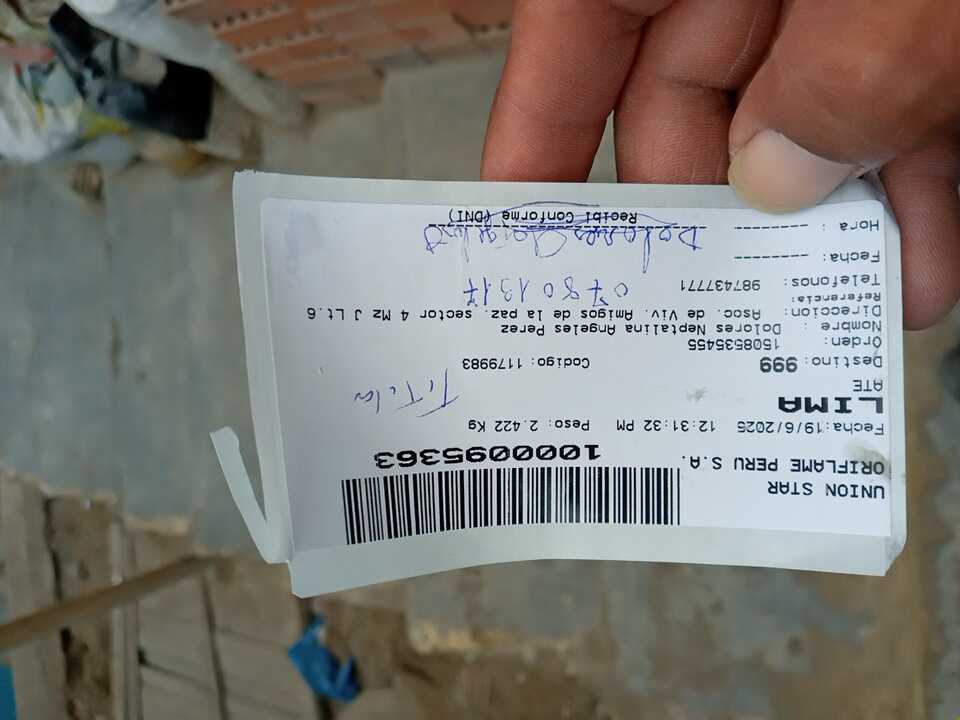 UNION STAR
ORIFLAME PERU S.A.
1000095363
Fecha:19/6/2025 12:31:32 PM Peso: 2.422 Kg
LIMA
ATE
Titular
Destino: 999 Codigo: 1179983
Orden: 1508535455
Nombre : Dolores Neptalina Angeles Perez
Direccion: Asoc. de Viv. Amigos de la paz. sector 4 Mz J Lt.6
Referencia:
Telefonos: 987437771
07801317
Fecha: ---------
Hora : ---------
Recibi Conforme (DNI)